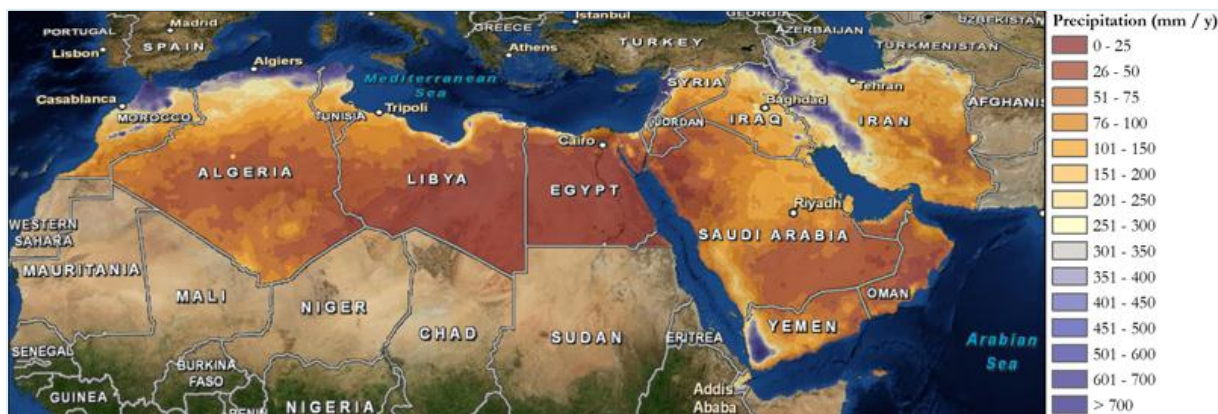 PORTUGAL
Madrid
Lisbon
SPAIN
Algiers
Casablanca
MOROCCO
TUNISIA
Tripoli
Mediterranean
Sea
GREECE
Athens
Istanbul
TURKEY
GEORGIA
AZERBAIJAN
UZBEKISTAN
TURKMENISTAN
Tehran
AFGHANIS
SYRIA
Baghdad
IRAQ
IRAN
JORDAN
Cairo
ALGERIA
LIBYA
EGYPT
Riyadh
SAUDI ARABIA
WESTERN
SAHARA
MAURITANIA
MALI
NIGER
CHAD
SUDAN
ERITREA
YEMEN
OMAN
Arabian
Sea
SENEGAL
GUINEA
BURKINA
FASO
BENIN
NIGERIA
Addis
Ababa
Precipitation (mm / y)
0 - 25
26 - 50
51 - 75
76 - 100
101 - 150
151 - 200
201 - 250
251 - 300
301 - 350
351 - 400
401 - 450
451 - 500
501 - 600
601 - 700
> 700